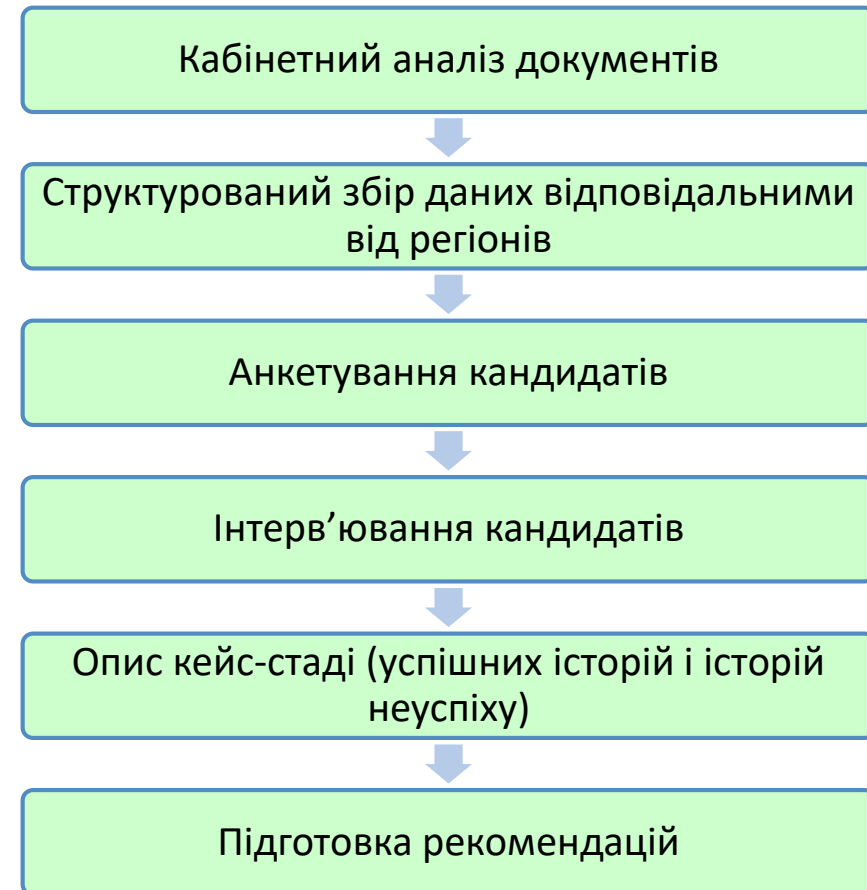 Кабінетний аналіз документів
Структурований збір даних відповідальними
від регіонів
Анкетування кандидатів
Інтерв’ювання кандидатів
Опис кейс-стаді (успішних історій і історій
неуспіху)
Підготовка рекомендацій